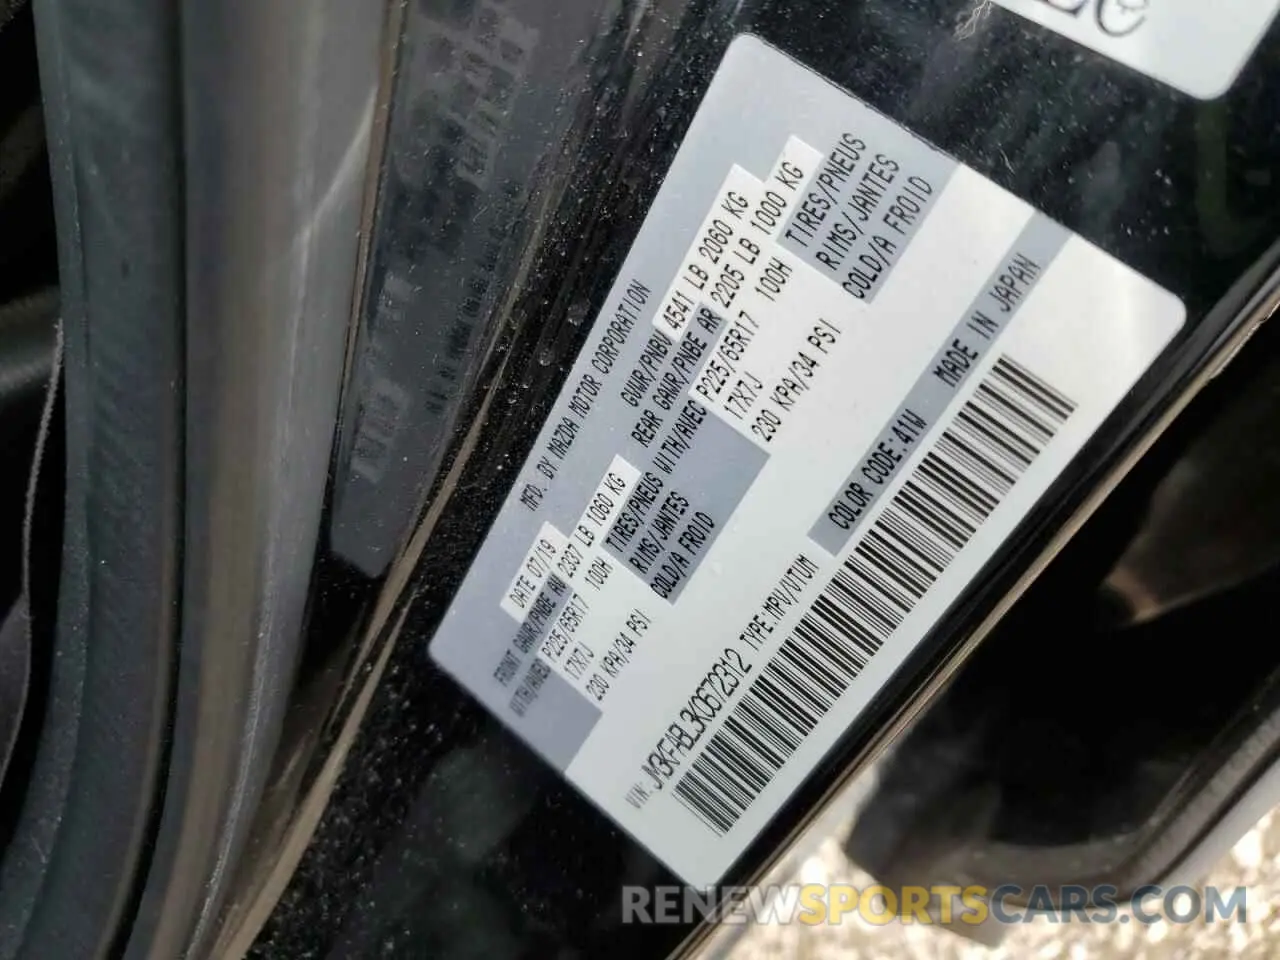 MFD. BY MAZDA MOTOR CORPORATION
DATE 07/19
GVWR/PNBV 4541 LB 2060 KG
FRONT GAWR/PNBE AV 2337 LB 1060 KG
REAR GAWR/PNBE AR 2205 LB 1000 KG
WITH/AVEC P225/65R17 100H TIRES/PNEUS WITH/AVEC P225/65R17 100H TIRES/PNEUS
17X7J RIMS/JANTES 17X7J RIMS/JANTES
230 KPA/34 PSI COLD/A FROID 230 KPA/34 PSI COLD/A FROID
MADE IN JAPAN
VIN: JM3KFABL3K0672312 TYPE:MPV/VTUM COLOR CODE:41W
RENEWSPORTSCARS.COM